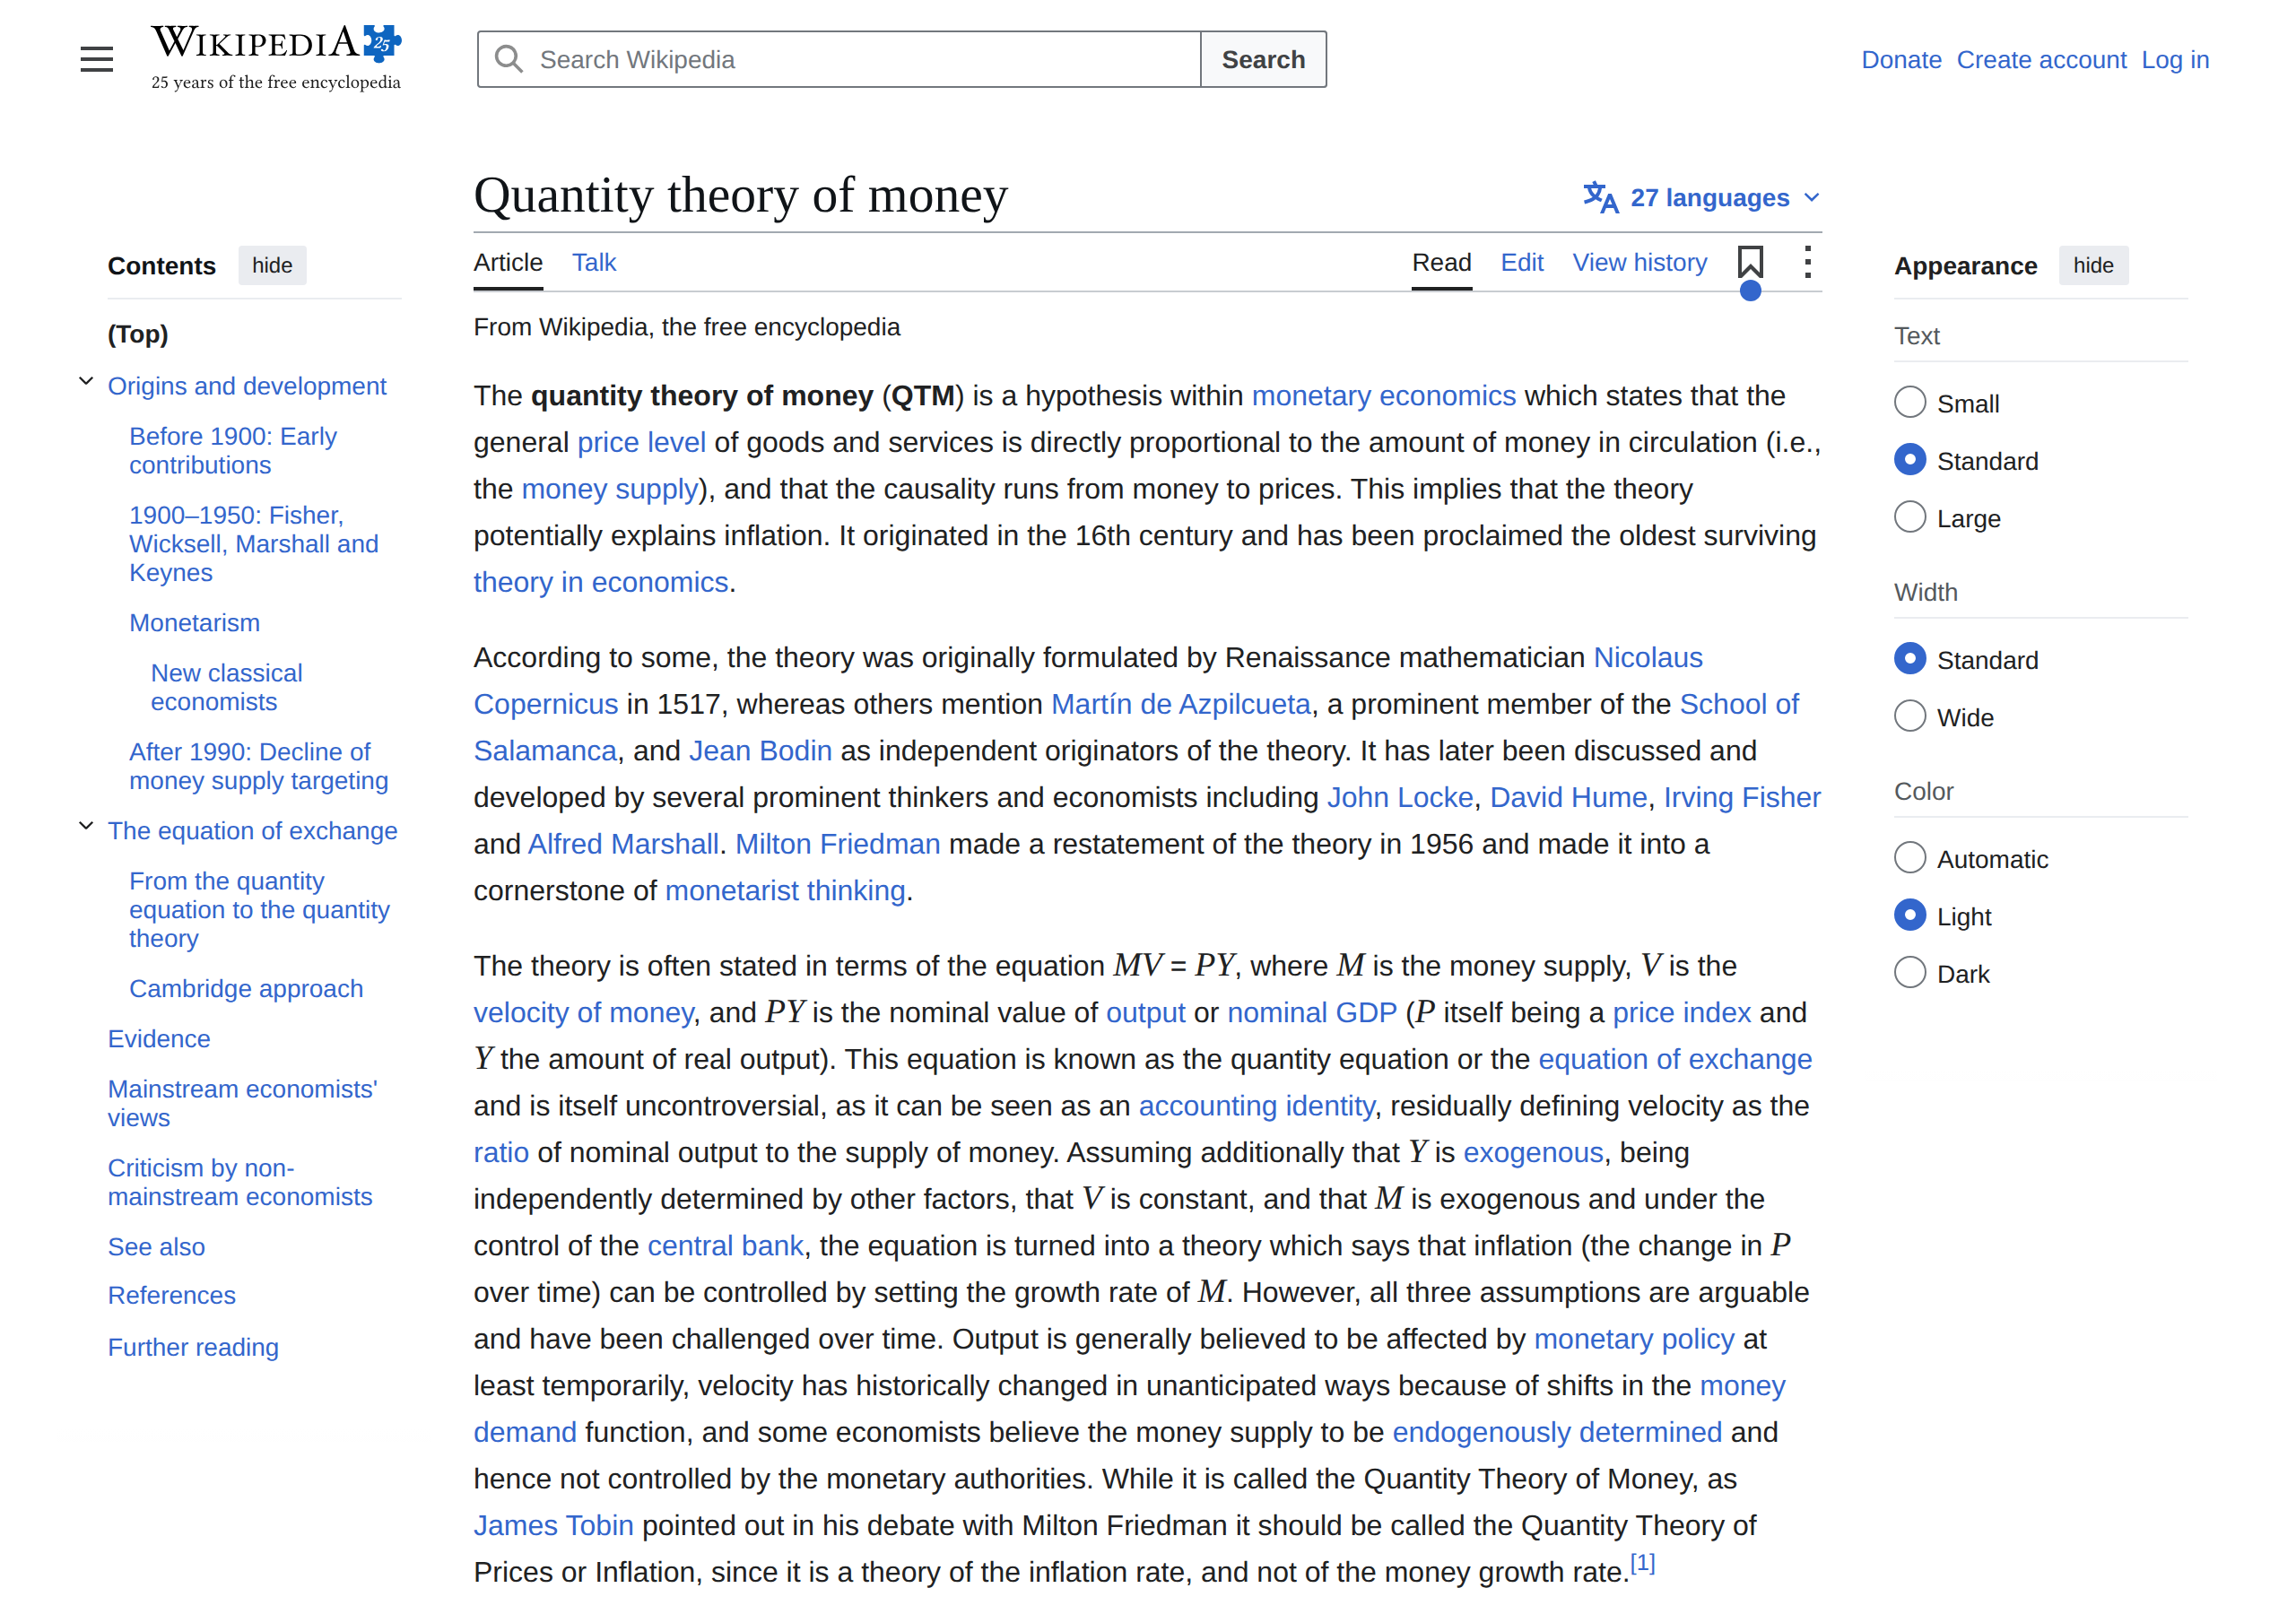 WIKIPEDIA 25
25 years of the free encyclopedia
Search Wikipedia
Search
Donate Create account Log in
Quantity theory of money
27 languages
Contents hide
(Top)
Origins and development
Before 1900: Early
contributions
1900–1950: Fisher,
Wicksell, Marshall and
Keynes
Monetarism
New classical
economists
After 1990: Decline of
money supply targeting
The equation of exchange
From the quantity
equation to the quantity
theory
Cambridge approach
Evidence
Mainstream economists'
views
Criticism by non-
mainstream economists
See also
References
Further reading
Article Talk
Read Edit View history
From Wikipedia, the free encyclopedia
The quantity theory of money (QTM) is a hypothesis within monetary economics which states that the
general price level of goods and services is directly proportional to the amount of money in circulation (i.e.,
the money supply), and that the causality runs from money to prices. This implies that the theory
potentially explains inflation. It originated in the 16th century and has been proclaimed the oldest surviving
theory in economics.
According to some, the theory was originally formulated by Renaissance mathematician Nicolaus
Copernicus in 1517, whereas others mention Martín de Azpilcueta, a prominent member of the School of
Salamanca, and Jean Bodin as independent originators of the theory. It has later been discussed and
developed by several prominent thinkers and economists including John Locke, David Hume, Irving Fisher
and Alfred Marshall. Milton Friedman made a restatement of the theory in 1956 and made it into a
cornerstone of monetarist thinking.
The theory is often stated in terms of the equation MV = PY, where M is the money supply, V is the
velocity of money, and PY is the nominal value of output or nominal GDP (P itself being a price index and
Y the amount of real output). This equation is known as the quantity equation or the equation of exchange
and is itself uncontroversial, as it can be seen as an accounting identity, residually defining velocity as the
ratio of nominal output to the supply of money. Assuming additionally that Y is exogenous, being
independently determined by other factors, that V is constant, and that M is exogenous and under the
control of the central bank, the equation is turned into a theory which says that inflation (the change in P
over time) can be controlled by setting the growth rate of M. However, all three assumptions are arguable
and have been challenged over time. Output is generally believed to be affected by monetary policy at
least temporarily, velocity has historically changed in unanticipated ways because of shifts in the money
demand function, and some economists believe the money supply to be endogenously determined and
hence not controlled by the monetary authorities. While it is called the Quantity Theory of Money, as
James Tobin pointed out in his debate with Milton Friedman it should be called the Quantity Theory of
Prices or Inflation, since it is a theory of the inflation rate, and not of the money growth rate.[1]
Appearance hide
Text
Small
Standard
Large
Width
Standard
Wide
Color
Automatic
Light
Dark